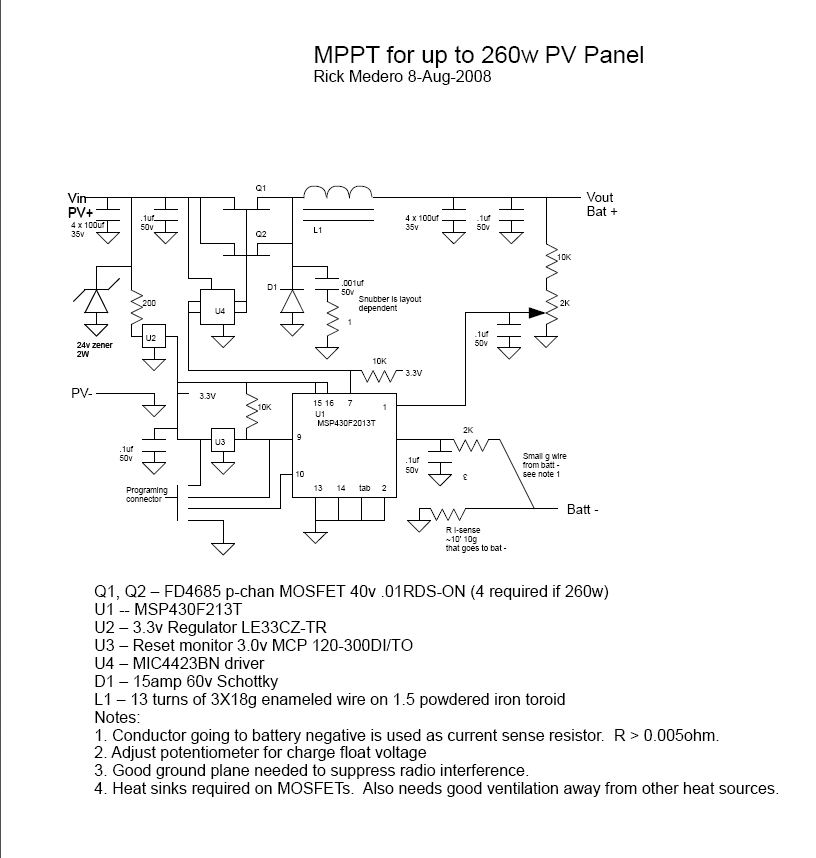 MPPT for up to 260w PV Panel
Rick Medero 8-Aug-2008
Vin
PV+
4 x 100uf
35v
.1uf
50v
Q1
Q2
L1
4 x 100uf
35v
.1uf
50v
Vout
Bat +
10K
2K
24v zener
2W
200
U2
U4
D1
.001uf
50v
Snubber is layout
dependent
1
.1uf
50v
PV-
3.3V
10K
10K
3.3V
15 16 7
1
U1
MSP430F2013T
9
10
13 14 tab 2
.1uf
50v
U3
Programing
connector
.1uf
50v
2K
Small g wire
from batt -
see note 1
Batt -
R I-sense
~10' 10g
that goes to bat -
Q1, Q2 – FD4685 p-chan MOSFET 40v .01RDS-ON (4 required if 260w)
U1 -- MSP430F213T
U2 – 3.3v Regulator LE33CZ-TR
U3 – Reset monitor 3.0v MCP 120-300DI/TO
U4 – MIC4423BN driver
D1 – 15amp 60v Schottky
L1 – 13 turns of 3X18g enameled wire on 1.5 powdered iron toroid
Notes:
1. Conductor going to battery negative is used as current sense resistor.  R > 0.005ohm.
2. Adjust potentiometer for charge float voltage
3. Good ground plane needed to suppress radio interference.
4. Heat sinks required on MOSFETs.  Also needs good ventilation away from other heat sources.